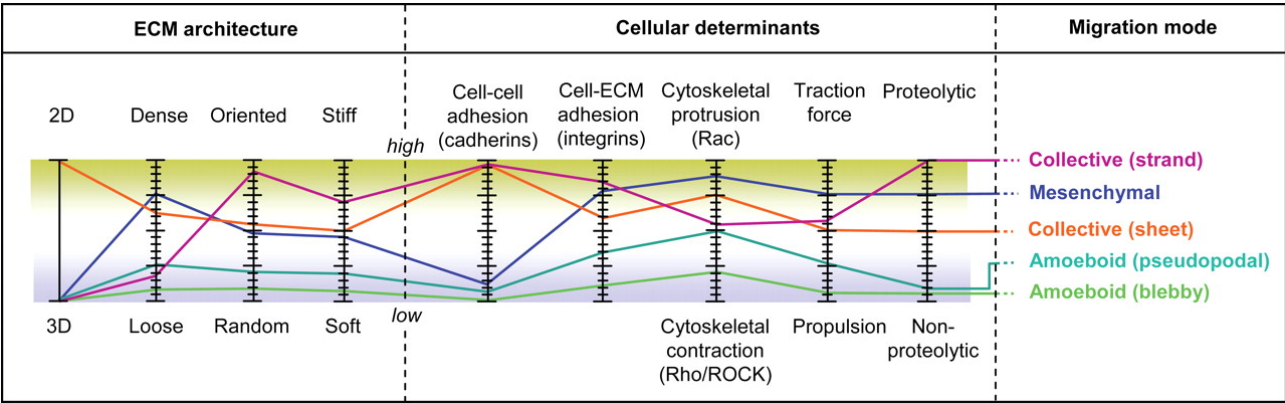 ECM architecture
Cellular determinants
Migration mode
2D
Dense
Oriented
Stiff
Cell-cell
adhesion
(cadherins)
Cell-ECM
adhesion
(integrins)
Cytoskeletal
protrusion
(Rac)
Traction
force
Proteolytic
high
low
3D
Loose
Random
Soft
Cytoskeletal
contraction
(Rho/ROCK)
Propulsion
Non-
proteolytic
Collective (strand)
Mesenchymal
Collective (sheet)
Amoeboid (pseudopodal)
Amoeboid (blebby)